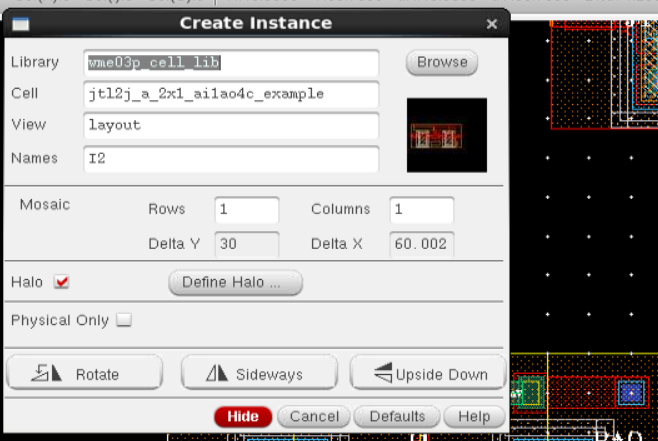 Create Instance
Library wme03p_cell_lib Browse
Cell jtl2j_a_2x1_ai1ao4c_example
View layout
Names I2
Mosaic Rows 1 Columns 1
Delta Y 30 Delta X 60.002
Halo Define Halo ...
Physical Only
Rotate Sideways Upside Down
Hide Cancel Defaults Help